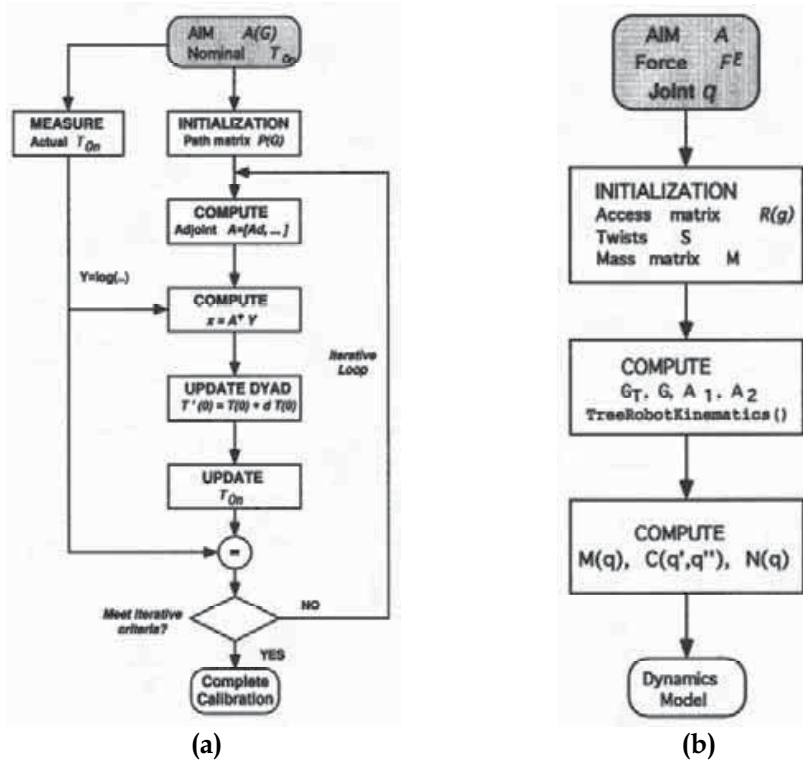 AIM A(G)
Nominal T0n
MEASURE
Actual T0n
INITIALIZATION
Path matrix P(G)
COMPUTE
Adjoint A=[Ad, ... ]
Y=log(..)
COMPUTE
x = A+ Y
Iterative
Loop
UPDATE DYAD
T ' (0) = T(0) + d T(0)
UPDATE
T0n
=
Meet iterative
criteria?
NO
YES
Complete
Calibration
(a)
AIM A
Force FE
Joint q
INITIALIZATION
Access matrix R(g)
Twists S
Mass matrix M
COMPUTE
GT, G, A1, A2
TreeRobotKinematics()
COMPUTE
M(q), C(q',q''), N(q)
Dynamics
Model
(b)